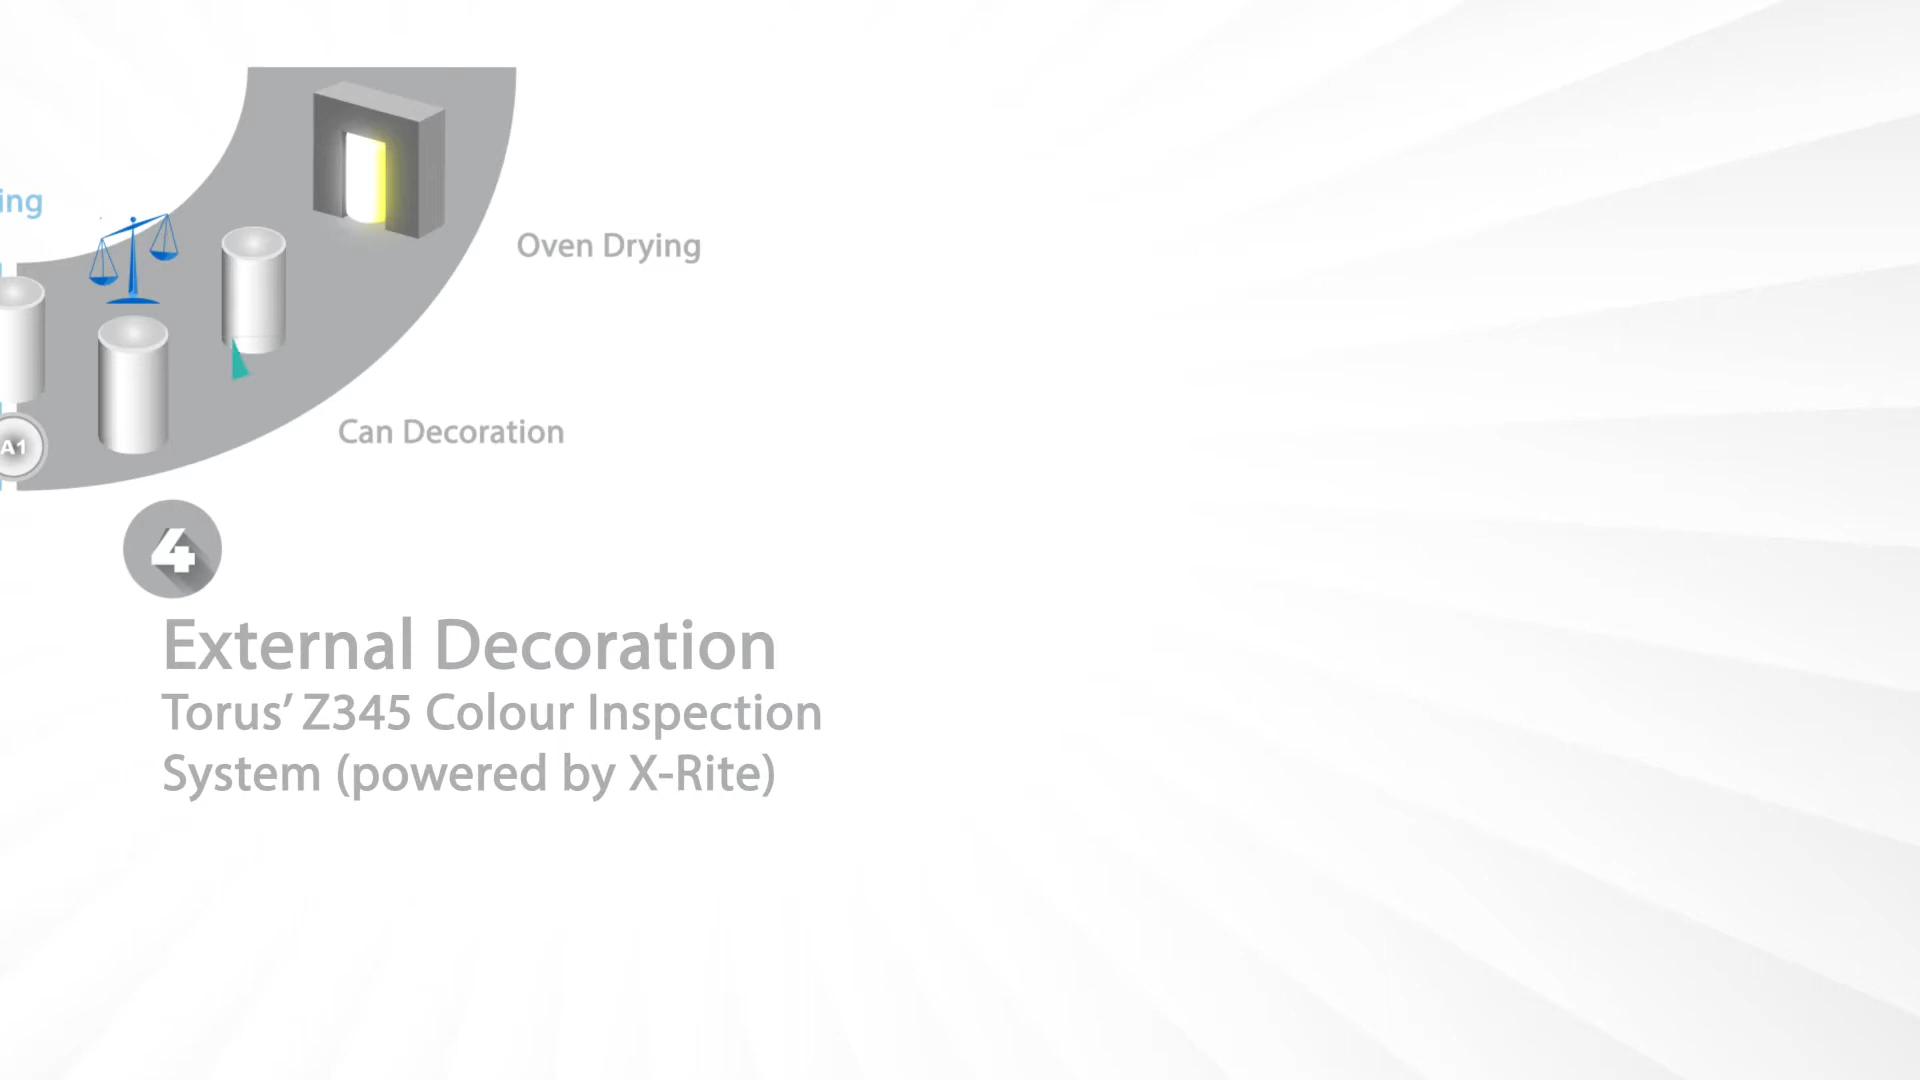 ing
Oven Drying
Can Decoration
A1
4
External Decoration
Torus’ Z345 Colour Inspection
System (powered by X-Rite)